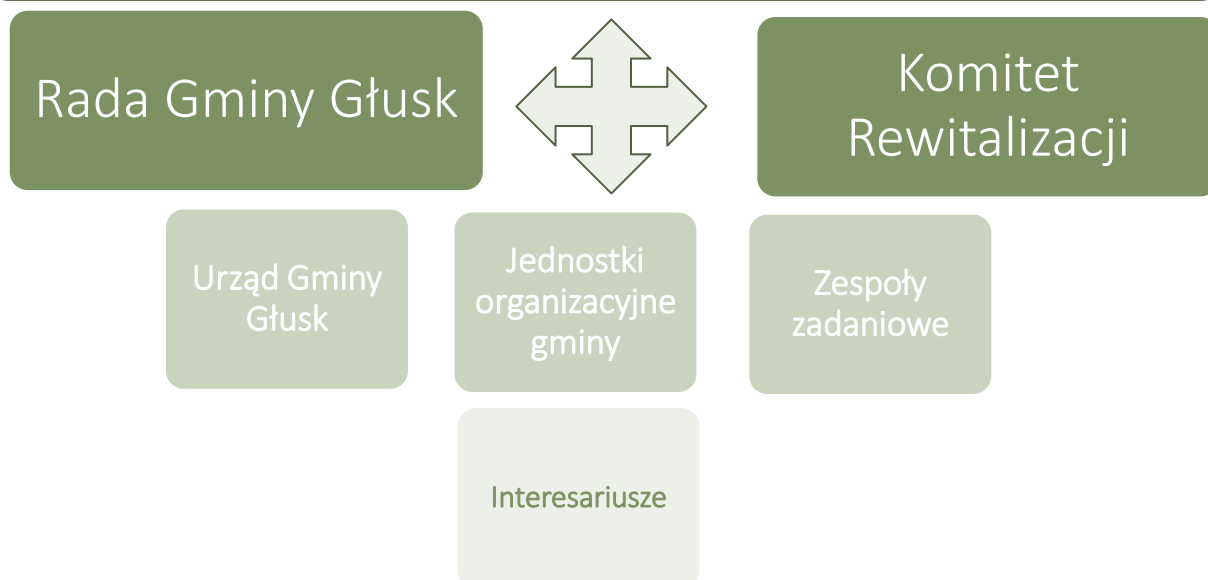 Rada Gminy Głusk
Komitet
Rewitalizacji
Urząd Gminy
Głusk
Jednostki
organizacyjne
gminy
Zespoły
zadaniowe
Interesariusze